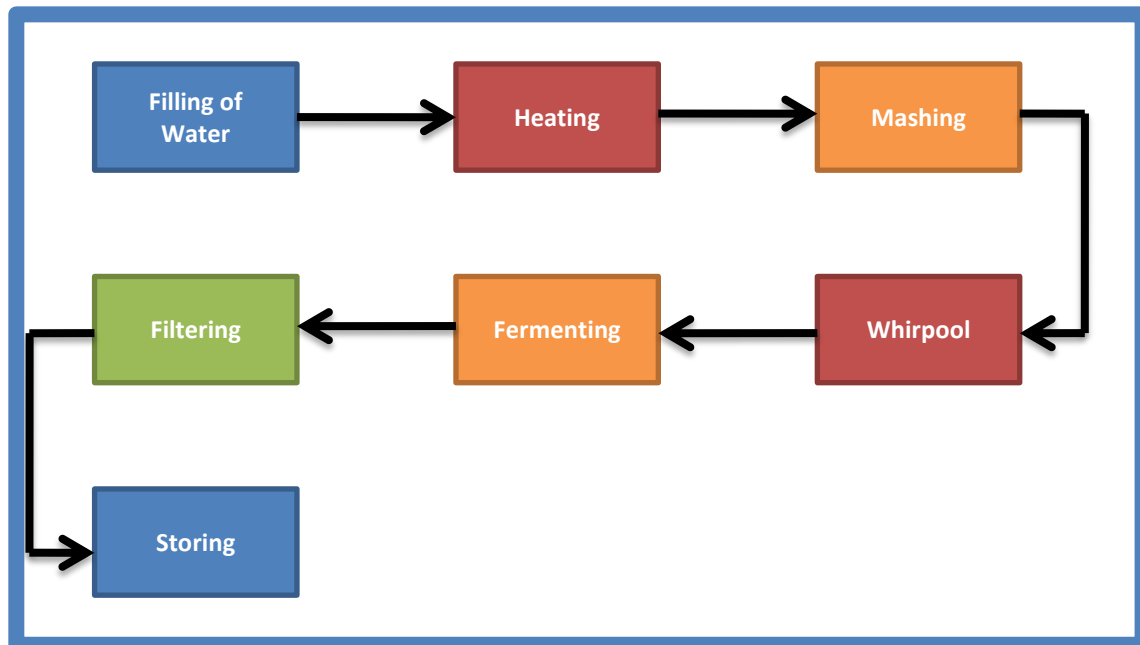 Filling of
Water
Heating
Mashing
Whirpool
Fermenting
Filtering
Storing